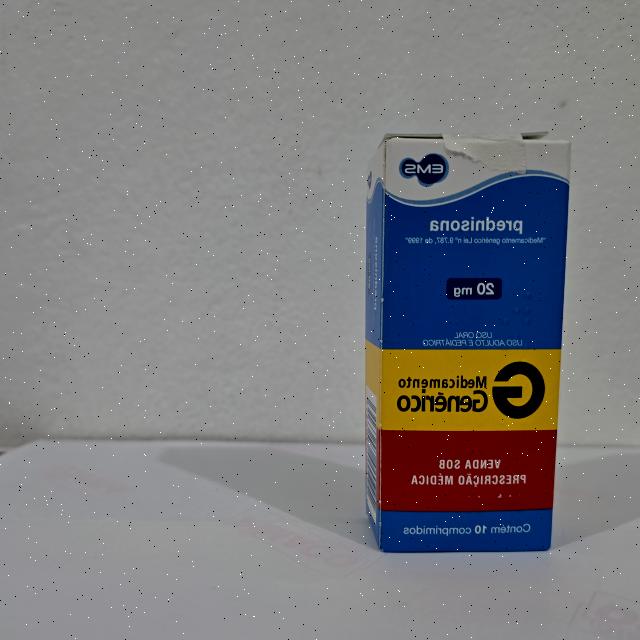 EMS
prednisona
"Medicamento genérico Lei nº 9.787, de 1999"
20 mg
USO ORAL
USO ADULTO E PEDIÁTRICO
G
Medicamento
Genérico
VENDA SOB
PRESCRIÇÃO MÉDICA
Contém 10 comprimidos